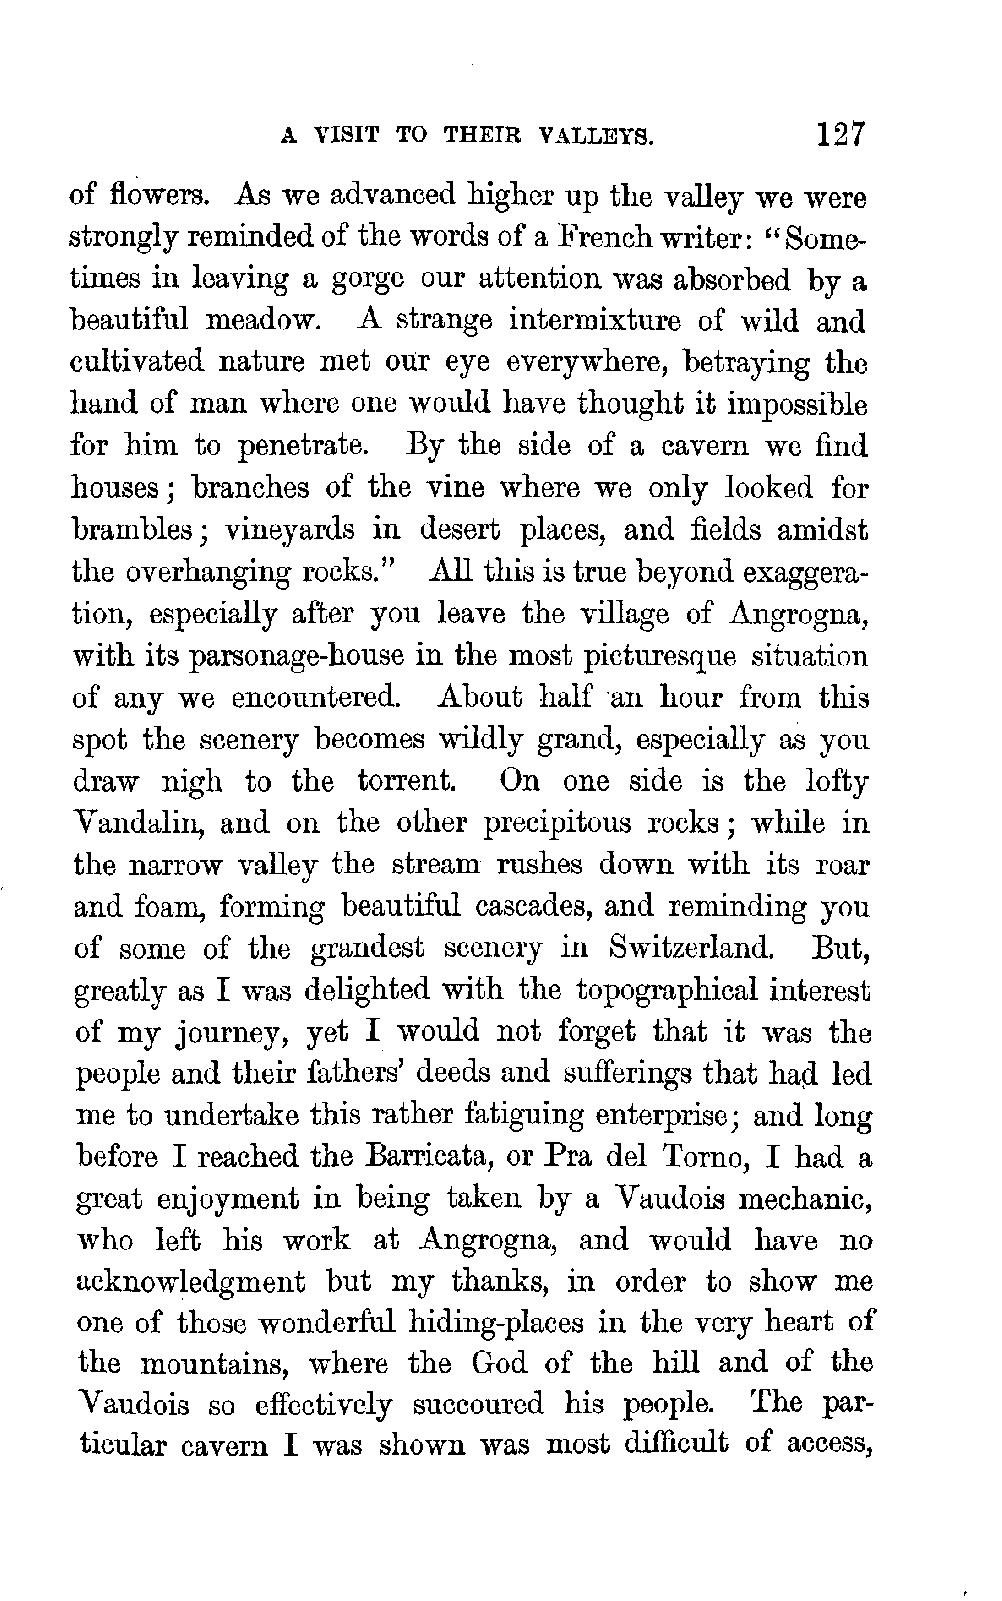 A VISIT TO THEIR VALLEYS. 127
of flowers. As we advanced higher up the valley we were
strongly reminded of the words of a French writer: "Some-
times in leaving a gorge our attention was absorbed by a
beautiful meadow. A strange intermixture of wild and
cultivated nature met our eye everywhere, betraying the
hand of man where one would have thought it impossible
for him to penetrate. By the side of a cavern we find
houses; branches of the vine where we only looked for
brambles; vineyards in desert places, and fields amidst
the overhanging rocks." All this is true beyond exaggera-
tion, especially after you leave the village of Angrogna,
with its parsonage-house in the most picturesque situation
of any we encountered. About half an hour from this
spot the scenery becomes wildly grand, especially as you
draw nigh to the torrent. On one side is the lofty
Vandalin, and on the other precipitous rocks; while in
the narrow valley the stream rushes down with its roar
and foam, forming beautiful cascades, and reminding you
of some of the grandest scenery in Switzerland. But,
greatly as I was delighted with the topographical interest
of my journey, yet I would not forget that it was the
people and their fathers' deeds and sufferings that had led
me to undertake this rather fatiguing enterprise; and long
before I reached the Barricata, or Pra del Torno, I had a
great enjoyment in being taken by a Vaudois mechanic,
who left his work at Angrogna, and would have no
acknowledgment but my thanks, in order to show me
one of those wonderful hiding-places in the very heart of
the mountains, where the God of the hill and of the
Vaudois so effectively succoured his people. The par-
ticular cavern I was shown was most difficult of access,